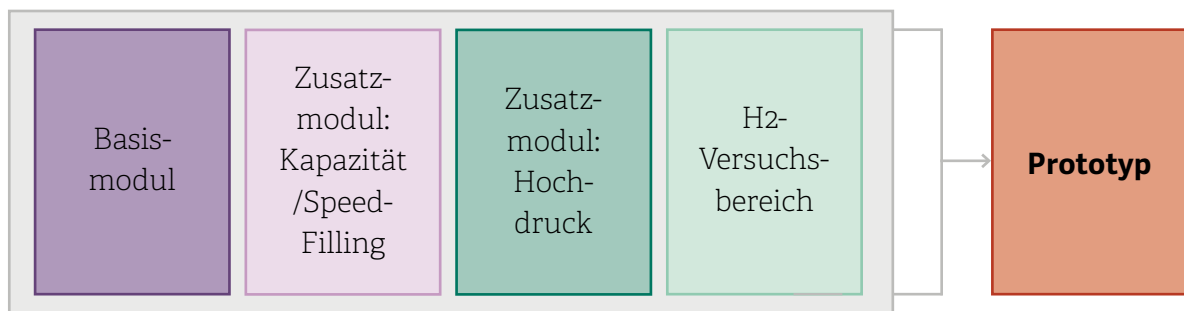 Basis-
modul
Zusatz-
modul:
Kapazität
/Speed-
Filling
Zusatz-
modul:
Hoch-
druck
H2-
Versuchs-
bereich
Prototyp